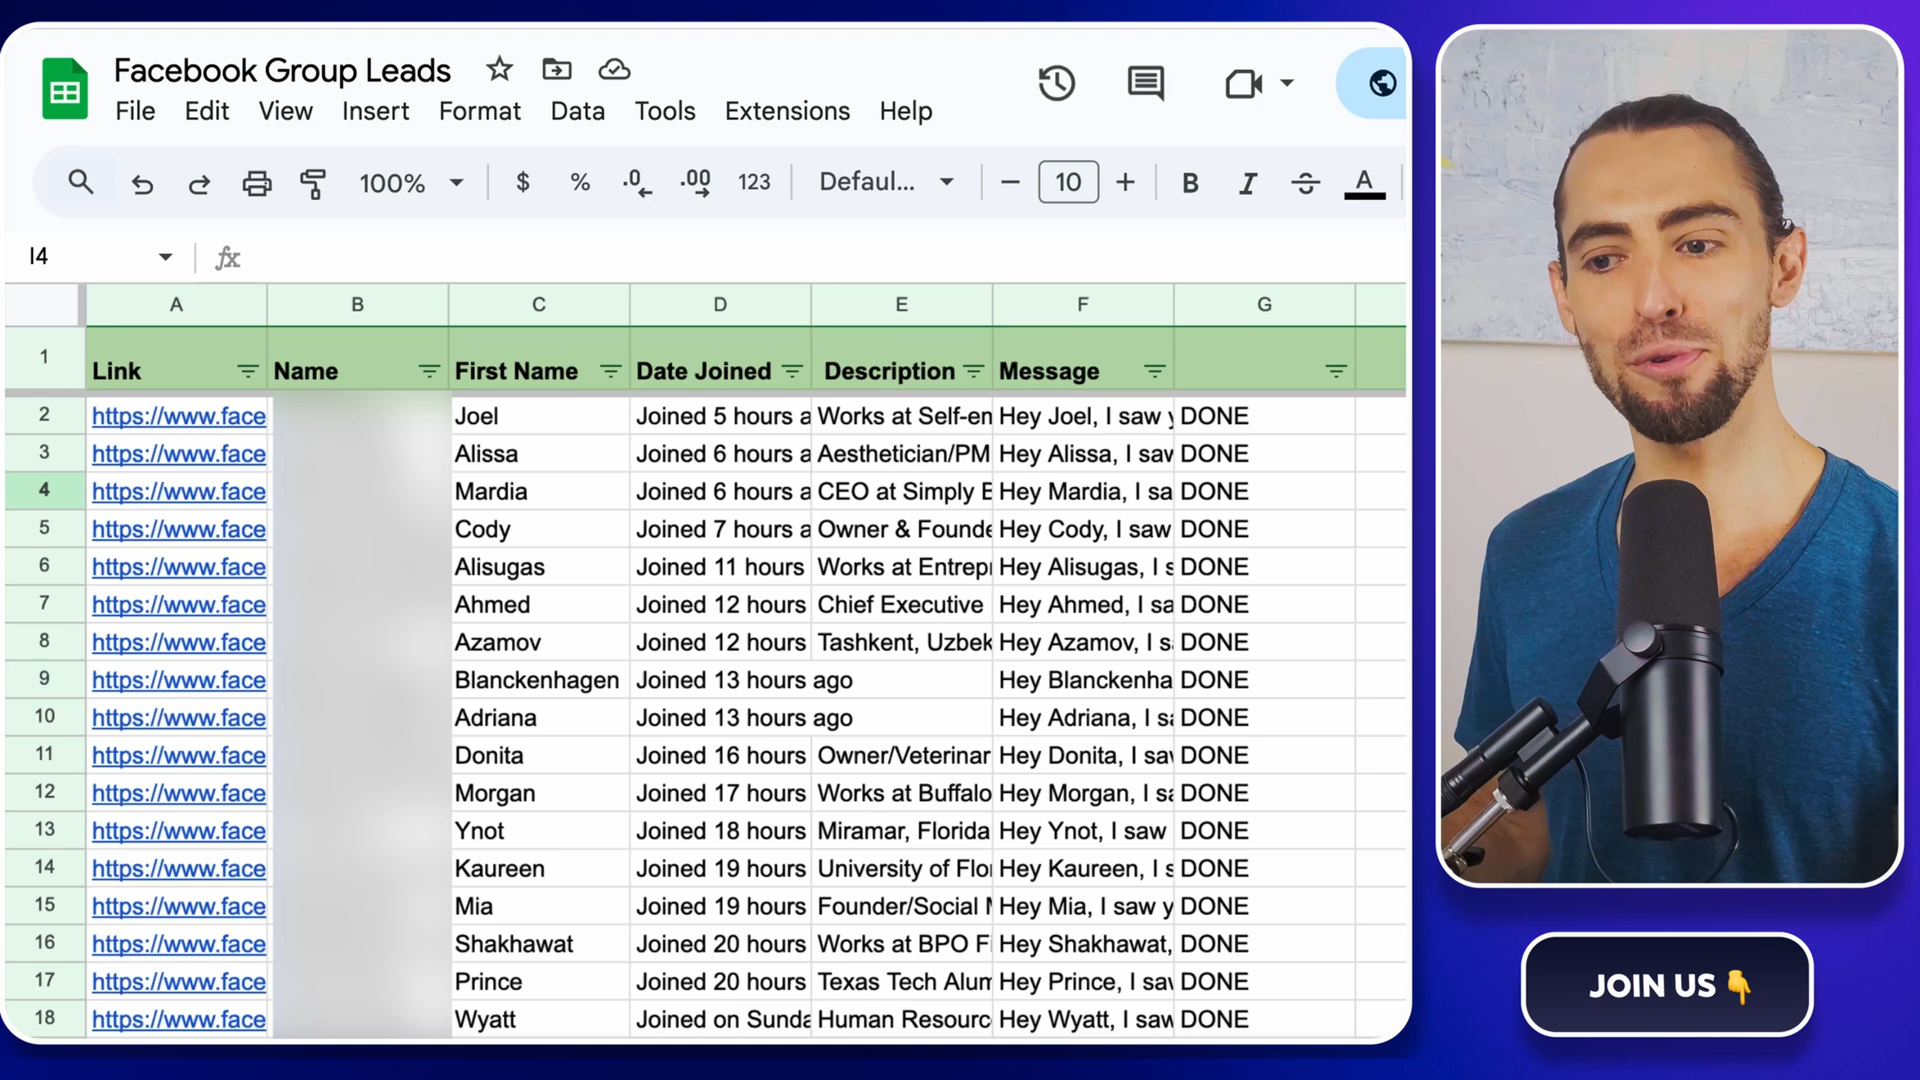 Facebook Group Leads
File Edit View Insert Format Data Tools Extensions Help
100% $ % .0 .00 123 Defaul... 10 B I S A
I4 fx
A B C D E F G
1 Link Name First Name Date Joined Description Message
2 https://www.face Joel Joined 5 hours a Works at Self-en Hey Joel, I saw y DONE
3 https://www.face Alissa Joined 6 hours a Aesthetician/PM Hey Alissa, I saw DONE
4 https://www.face Mardia Joined 6 hours a CEO at Simply B Hey Mardia, I sa DONE
5 https://www.face Cody Joined 7 hours a Owner & Founde Hey Cody, I saw DONE
6 https://www.face Alisugas Joined 11 hours Works at Entrep Hey Alisugas, I s DONE
7 https://www.face Ahmed Joined 12 hours Chief Executive Hey Ahmed, I sa DONE
8 https://www.face Azamov Joined 12 hours Tashkent, Uzbek Hey Azamov, I s DONE
9 https://www.face Blanckenhagen Joined 13 hours ago Hey Blanckenha DONE
10 https://www.face Adriana Joined 13 hours ago Hey Adriana, I sa DONE
11 https://www.face Donita Joined 16 hours Owner/Veterinar Hey Donita, I saw DONE
12 https://www.face Morgan Joined 17 hours Works at Buffalo Hey Morgan, I sa DONE
13 https://www.face Ynot Joined 18 hours Miramar, Florida Hey Ynot, I saw DONE
14 https://www.face Kaureen Joined 19 hours University of Flo Hey Kaureen, I s DONE
15 https://www.face Mia Joined 19 hours Founder/Social M Hey Mia, I saw y DONE
16 https://www.face Shakhawat Joined 20 hours Works at BPO F Hey Shakhawat, DONE
17 https://www.face Prince Joined 20 hours Texas Tech Alum Hey Prince, I saw DONE
18 https://www.face Wyatt Joined on Sunda Human Resourc Hey Wyatt, I saw DONE
JOIN US 👇